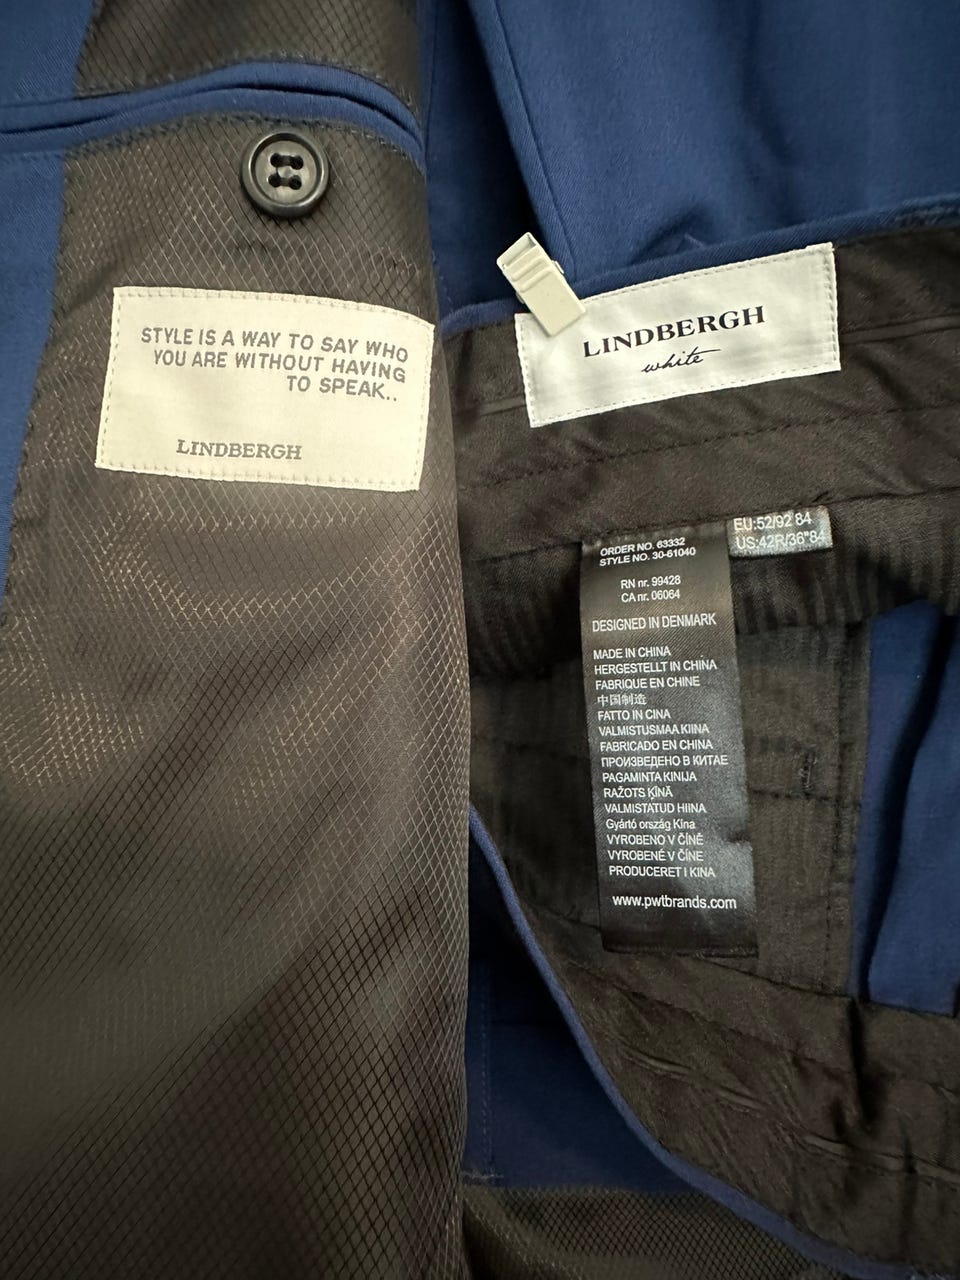 STYLE IS A WAY TO SAY WHO
YOU ARE WITHOUT HAVING
TO SPEAK..
LINDBERGH
LINDBERGH
white
EU:52/92 84
US:42R/36"84
ORDER NO. 63332
STYLE NO. 30-61040
RN nr. 99428
CA nr. 06064
DESIGNED IN DENMARK
MADE IN CHINA
HERGESTELLT IN CHINA
FABRIQUE EN CHINE
中国制造
FATTO IN CINA
VALMISTUSMAA KIINA
FABRICADO EN CHINA
ПРОИЗВЕДЕНО В КИТАЕ
PAGAMINTA KINIJA
RAŽOTS ĶĪNĀ
VALMISTATUD HIINA
Gyártó ország Kína
VYROBENO V ČÍNĚ
VYROBENÉ V ČÍNE
PRODUCERET I KINA
www.pwtbrands.com